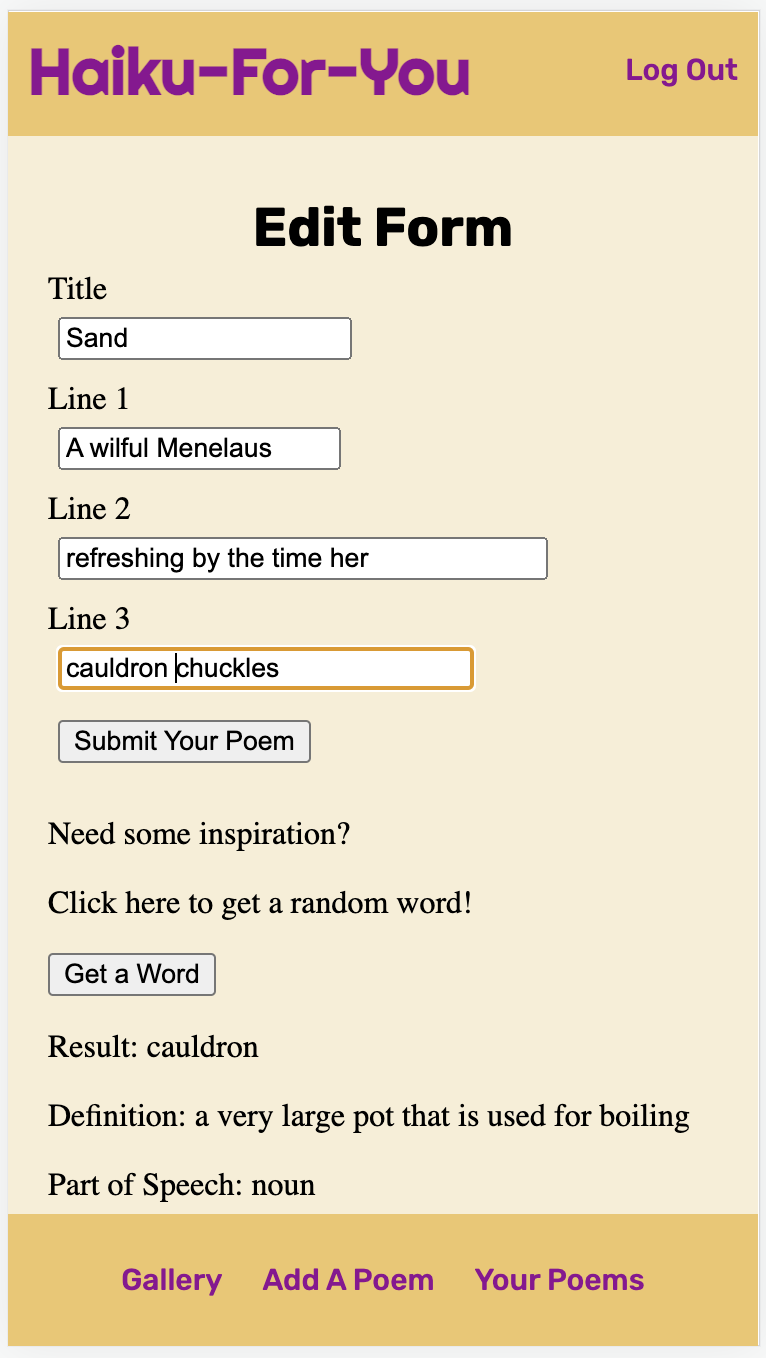 Haiku-For-You
Log Out
Edit Form
Title
Sand
Line 1
A wilful Menelaus
Line 2
refreshing by the time her
Line 3
cauldron chuckles
Submit Your Poem
Need some inspiration?
Click here to get a random word!
Get a Word
Result: cauldron
Definition: a very large pot that is used for boiling
Part of Speech: noun
Gallery Add A Poem Your Poems